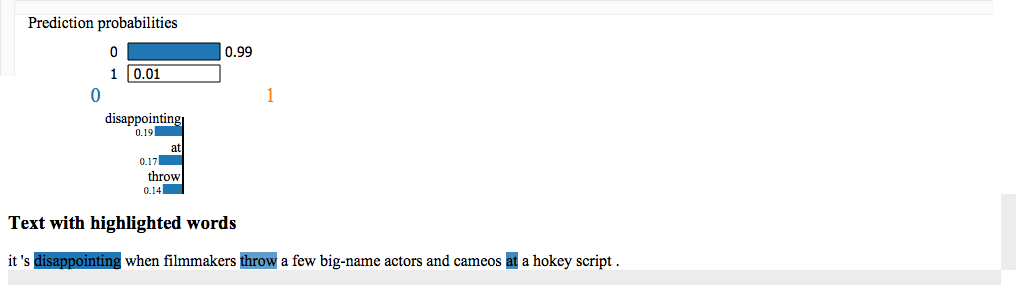 Prediction probabilities
0 0.99
1 0.01
0 1
disappointing
0.19
at
0.17
throw
0.14
Text with highlighted words
it 's disappointing when filmmakers throw a few big-name actors and cameos at a hokey script .